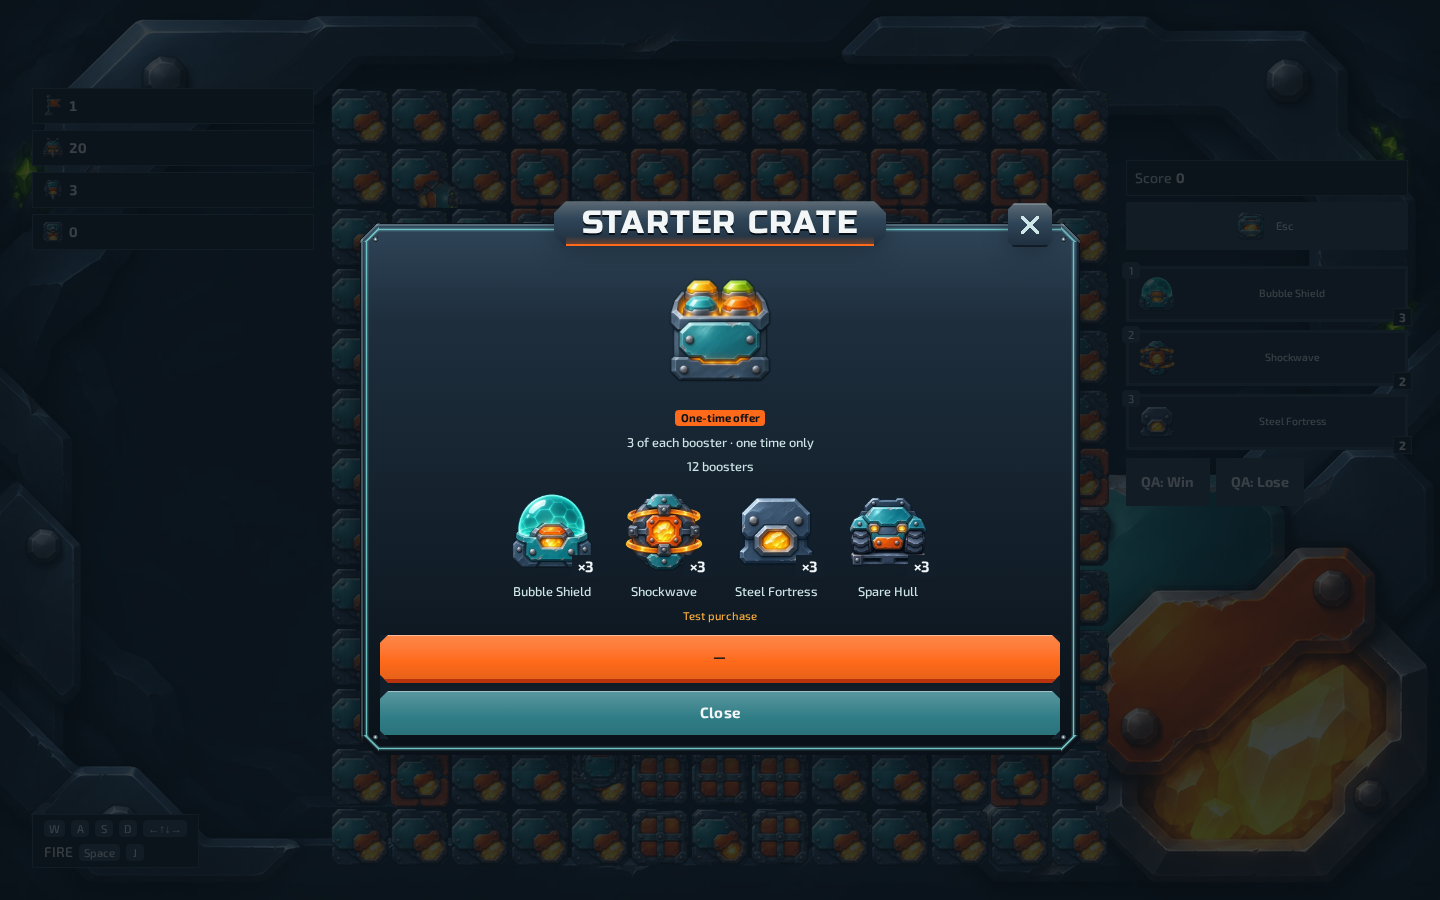 1
20
3
0
STARTER CRATE
One-time offer
3 of each booster · one time only
12 boosters
×3
×3
×3
×3
Bubble Shield
Shockwave
Steel Fortress
Spare Hull
Test purchase
—
Close
Score 0
Esc
1
Bubble Shield
3
2
Shockwave
2
3
Steel Fortress
2
QA: Win
QA: Lose
W A S D ←↑↓→
FIRE Space J